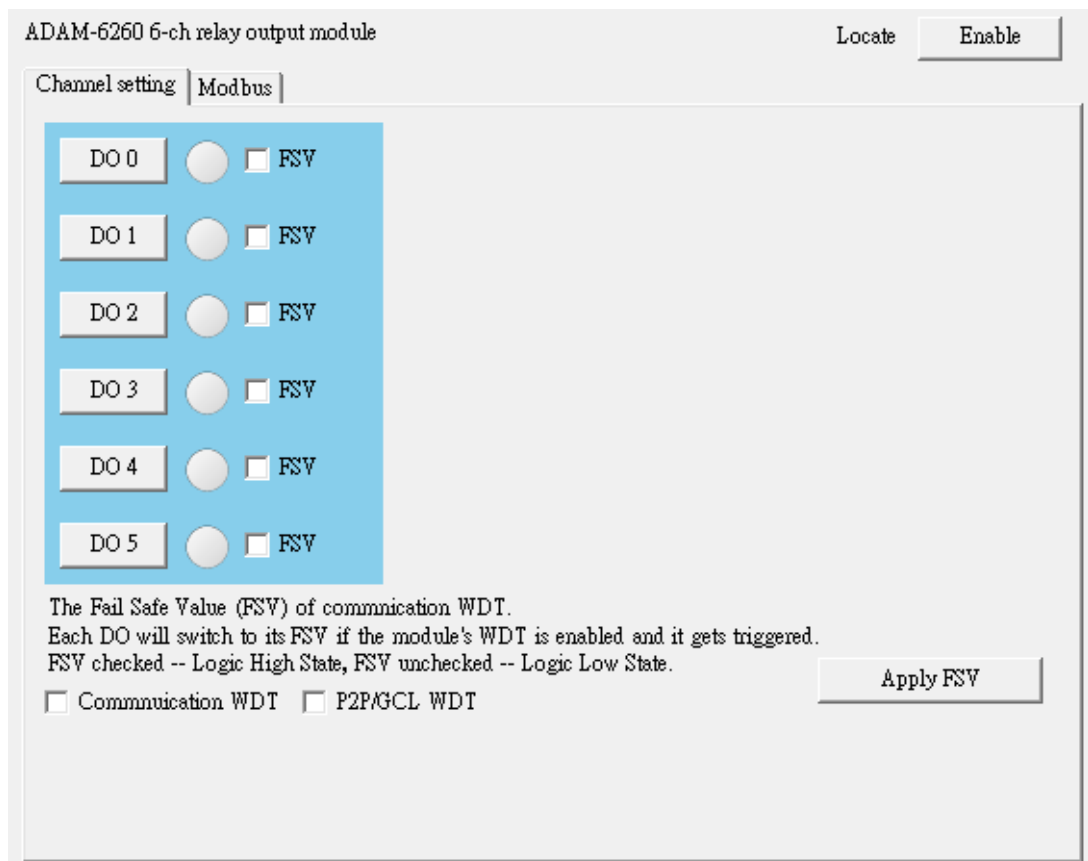 ADAM-6260 6-ch relay output module
Locate Enable
Channel setting Modbus
DO 0 FSV
DO 1 FSV
DO 2 FSV
DO 3 FSV
DO 4 FSV
DO 5 FSV
The Fail Safe Value (FSV) of commnication WDT.
Each DO will switch to its FSV if the module's WDT is enabled and it gets triggered.
FSV checked -- Logic High State, FSV unchecked -- Logic Low State.
Apply FSV
Commnuication WDT P2P/GCL WDT